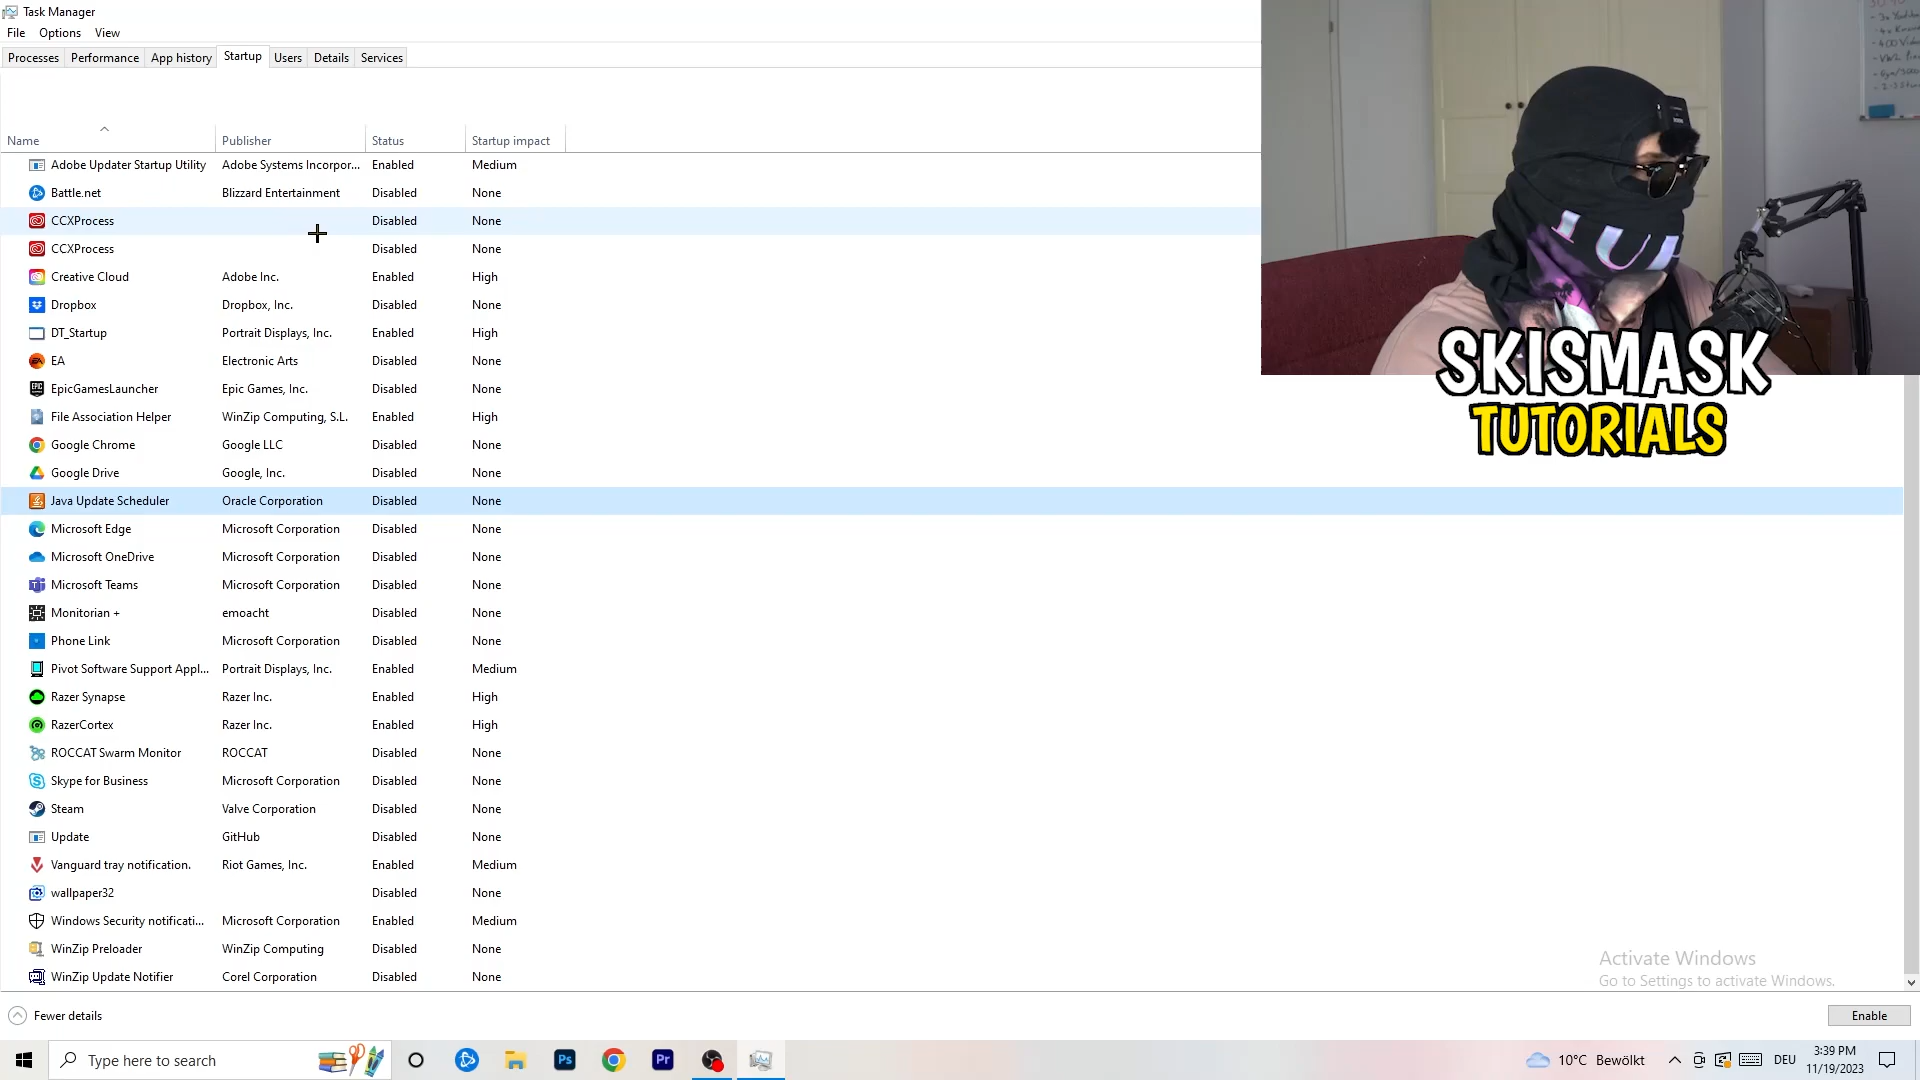 Task Manager
File Options View
Processes Performance App history Startup Users Details Services
Name Publisher Status Startup impact
Adobe Updater Startup Utility Adobe Systems Incorpor... Enabled Medium
Battle.net Blizzard Entertainment Disabled None
CCXProcess Disabled None
CCXProcess Disabled None
Creative Cloud Adobe Inc. Enabled High
Dropbox Dropbox, Inc. Disabled None
DT_Startup Portrait Displays, Inc. Enabled High
EA Electronic Arts Disabled None
EpicGamesLauncher Epic Games, Inc. Disabled None
File Association Helper WinZip Computing, S.L. Enabled High
Google Chrome Google LLC Disabled None
Google Drive Google, Inc. Disabled None
Java Update Scheduler Oracle Corporation Disabled None
Microsoft Edge Microsoft Corporation Disabled None
Microsoft OneDrive Microsoft Corporation Disabled None
Microsoft Teams Microsoft Corporation Disabled None
Monitorian + emoacht Disabled None
Phone Link Microsoft Corporation Disabled None
Pivot Software Support Appl... Portrait Displays, Inc. Enabled Medium
Razer Synapse Razer Inc. Enabled High
RazerCortex Razer Inc. Enabled High
ROCCAT Swarm Monitor ROCCAT Disabled None
Skype for Business Microsoft Corporation Disabled None
Steam Valve Corporation Disabled None
Update GitHub Disabled None
Vanguard tray notification. Riot Games, Inc. Enabled Medium
wallpaper32 Disabled None
Windows Security notificati... Microsoft Corporation Enabled Medium
WinZip Preloader WinZip Computing Disabled None
WinZip Update Notifier Corel Corporation Disabled None
SKISMASK
TUTORIALS
Activate Windows
Go to Settings to activate Windows.
Fewer details
Enable
Type here to search
Ps
Pr
10°C Bewölkt
DEU
3:39 PM
11/19/2023